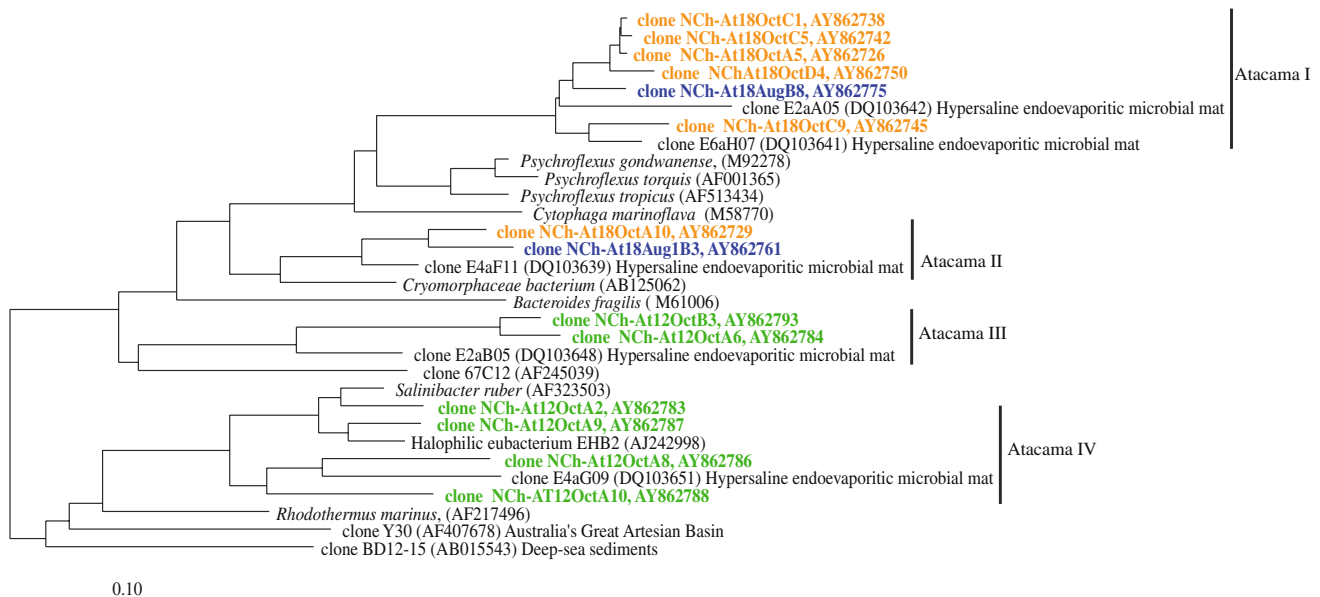 clone NCh-At18OctC1, AY862738
clone NCh-At18OctC5, AY862742
clone NCh-At18OctA5, AY862726
clone NChAt18OctD4, AY862750
Atacama I
clone NCh-At18AugB8, AY862775
clone E2aA05 (DQ103642) Hypersaline endoevaporitic microbial mat
clone NCh-At18OctC9, AY862745
clone E6aH07 (DQ103641) Hypersaline endoevaporitic microbial mat
Psychroflexus gondwanense, (M92278)
Psychroflexus torquis (AF001365)
Psychroflexus tropicus (AF513434)
Cytophaga marinoflava (M58770)
clone NCh-At18OctA10, AY862729
clone NCh-At18Aug1B3, AY862761
Atacama II
clone E4aF11 (DQ103639) Hypersaline endoevaporitic microbial mat
Cryomorphaceae bacterium (AB125062)
Bacteroides fragilis ( M61006)
clone NCh-At12OctB3, AY862793
Atacama III
clone NCh-At12OctA6, AY862784
clone E2aB05 (DQ103648) Hypersaline endoevaporitic microbial mat
clone 67C12 (AF245039)
Salinibacter ruber (AF323503)
clone NCh-At12OctA2, AY862783
clone NCh-At12OctA9, AY862787
Halophilic eubacterium EHB2 (AJ242998)
Atacama IV
clone NCh-At12OctA8, AY862786
clone E4aG09 (DQ103651) Hypersaline endoevaporitic microbial mat
clone NCh-AT12OctA10, AY862788
Rhodothermus marinus, (AF217496)
clone Y30 (AF407678) Australia's Great Artesian Basin
clone BD12-15 (AB015543) Deep-sea sediments
0.10